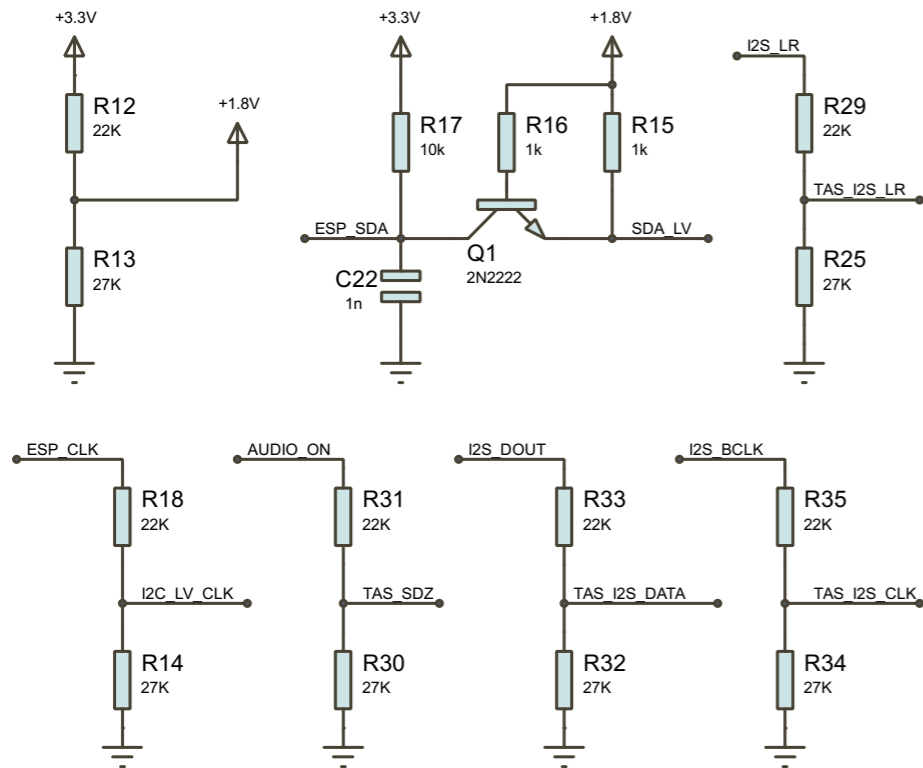 +3.3V
R12
22K
+1.8V
R13
27K
+3.3V
+1.8V
R17
10k
R16
1k
R15
1k
ESP_SDA
SDA_LV
Q1
2N2222
C22
1n
I2S_LR
R29
22K
TAS_I2S_LR
R25
27K
ESP_CLK
R18
22K
I2C_LV_CLK
R14
27K
AUDIO_ON
R31
22K
TAS_SDZ
R30
27K
I2S_DOUT
R33
22K
TAS_I2S_DATA
R32
27K
I2S_BCLK
R35
22K
TAS_I2S_CLK
R34
27K